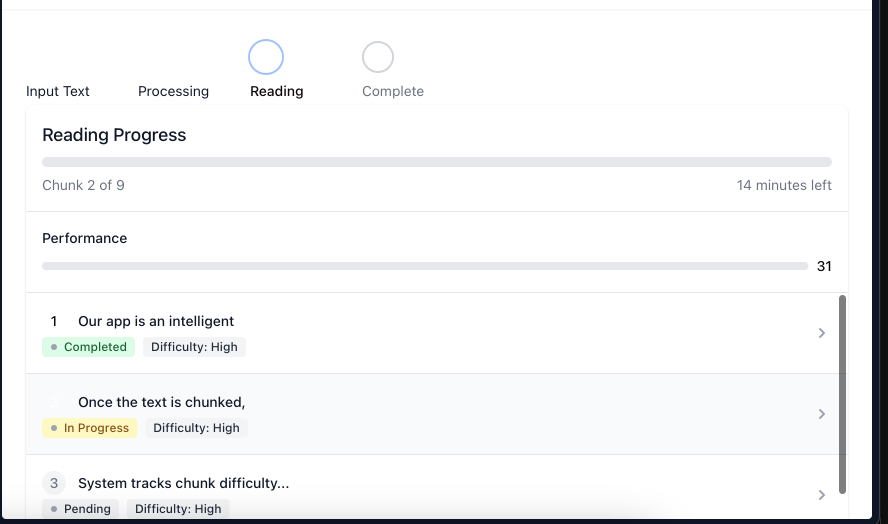 Input Text Processing Reading Complete
Reading Progress
Chunk 2 of 9 14 minutes left
Performance
31
1 Our app is an intelligent
Completed Difficulty: High
Once the text is chunked,
In Progress Difficulty: High
3 System tracks chunk difficulty...
Pending Difficulty: High